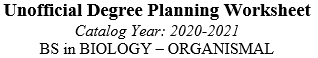 Unofficial Degree Planning Worksheet
Catalog Year: 2020-2021
BS in BIOLOGY – ORGANISMAL